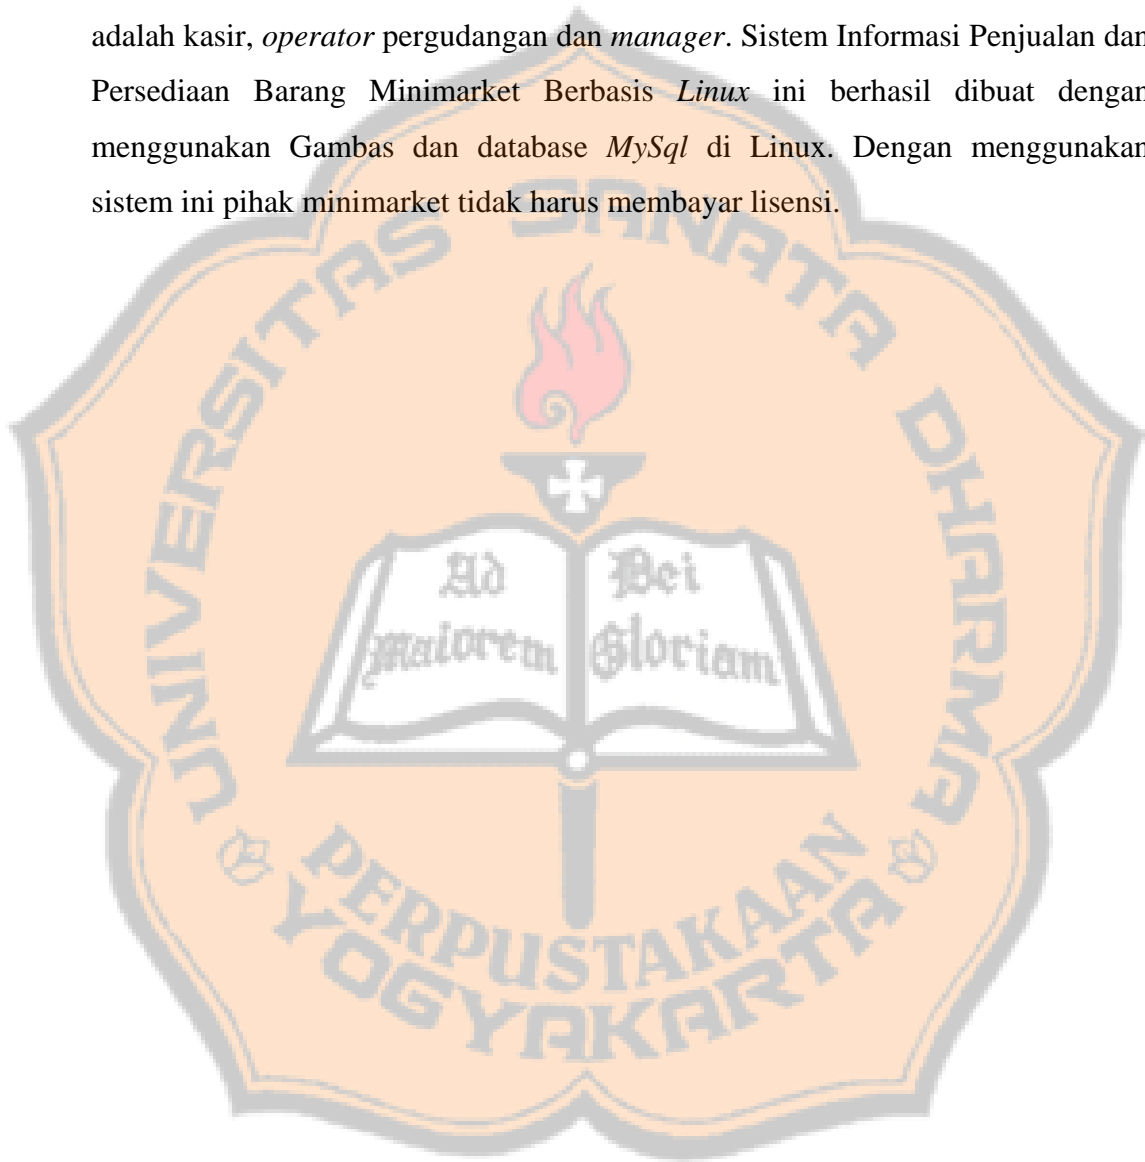 adalah kasir, operator pergudangan dan manager. Sistem Informasi Penjualan dan
Persediaan Barang Minimarket Berbasis Linux ini berhasil dibuat dengan
menggunakan Gambas dan database MySql di Linux. Dengan menggunakan
sistem ini pihak minimarket tidak harus membayar lisensi.
UNIVERSITAS SANATA DHARMA
Ad
maiorem
Dei
Gloriam
PERPUSTAKAAN
YOGYAKARTA